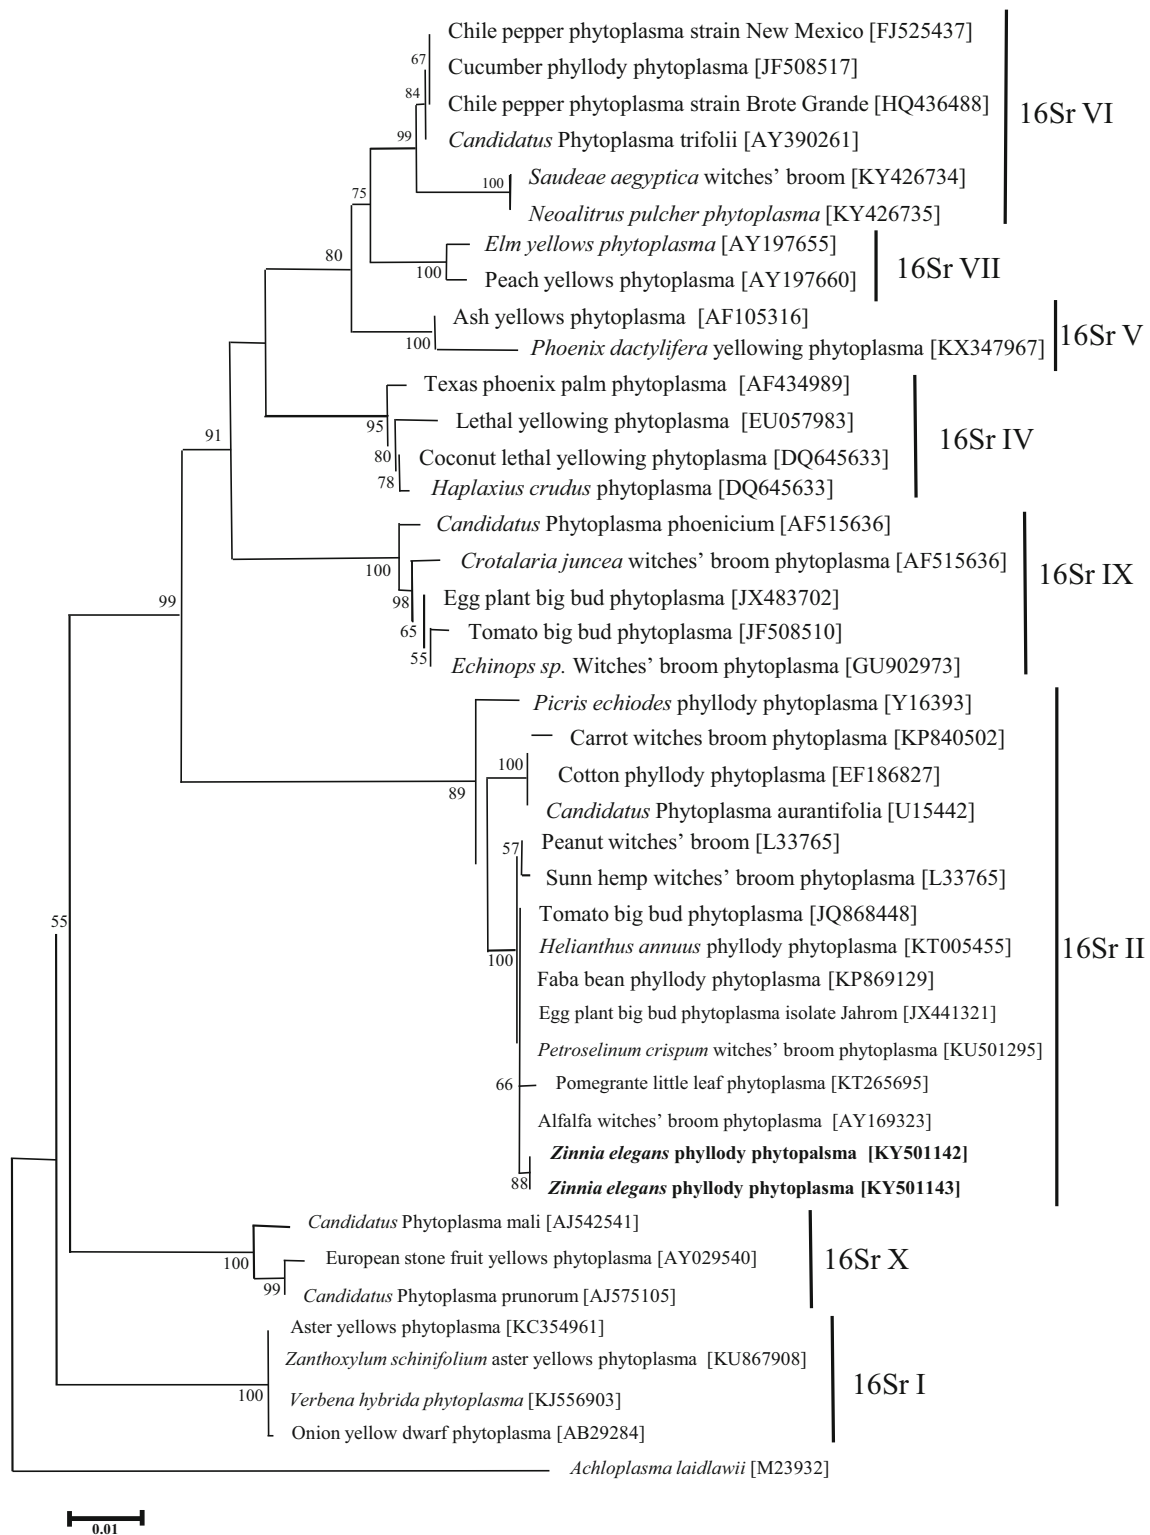 Chile pepper phytoplasma strain New Mexico [FJ525437]
67
Cucumber phyllody phytoplasma [JF508517]
84
Chile pepper phytoplasma strain Brote Grande [HQ436488]
16Sr VI
99
Candidatus Phytoplasma trifolii [AY390261]
100
Saudeae aegyptica witches’ broom [KY426734]
75
Neoalitrus pulcher phytoplasma [KY426735]
Elm yellows phytoplasma [AY197655]
80
100
16Sr VII
Peach yellows phytoplasma [AY197660]
Ash yellows phytoplasma [AF105316]
100
16Sr V
Phoenix dactylifera yellowing phytoplasma [KX347967]
Texas phoenix palm phytoplasma [AF434989]
95
Lethal yellowing phytoplasma [EU057983]
91
16Sr IV
80
Coconut lethal yellowing phytoplasma [DQ645633]
78
Haplaxius crudus phytoplasma [DQ645633]
Candidatus Phytoplasma phoenicium [AF515636]
100
Crotalaria juncea witches’ broom phytoplasma [AF515636]
16Sr IX
99
98
Egg plant big bud phytoplasma [JX483702]
65
Tomato big bud phytoplasma [JF508510]
55
Echinops sp. Witches’ broom phytoplasma [GU902973]
Picris echiodes phyllody phytoplasma [Y16393]
Carrot witches broom phytoplasma [KP840502]
100
Cotton phyllody phytoplasma [EF186827]
89
Candidatus Phytoplasma aurantifolia [U15442]
Peanut witches’ broom [L33765]
57
Sunn hemp witches’ broom phytoplasma [L33765]
Tomato big bud phytoplasma [JQ868448]
55
Helianthus annuus phyllody phytoplasma [KT005455]
16Sr II
100
Faba bean phyllody phytoplasma [KP869129]
Egg plant big bud phytoplasma isolate Jahrom [JX441321]
Petroselinum crispum witches’ broom phytoplasma [KU501295]
66
Pomegrante little leaf phytoplasma [KT265695]
Alfalfa witches’ broom phytoplasma [AY169323]
Zinnia elegans phyllody phytopalsma [KY501142]
88
Zinnia elegans phyllody phytoplasma [KY501143]
Candidatus Phytoplasma mali [AJ542541]
100
European stone fruit yellows phytoplasma [AY029540]
16Sr X
99
Candidatus Phytoplasma prunorum [AJ575105]
Aster yellows phytoplasma [KC354961]
Zanthoxylum schinifolium aster yellows phytoplasma [KU867908]
16Sr I
100
Verbena hybrida phytoplasma [KJ556903]
Onion yellow dwarf phytoplasma [AB29284]
Achloplasma laidlawii [M23932]
0.01